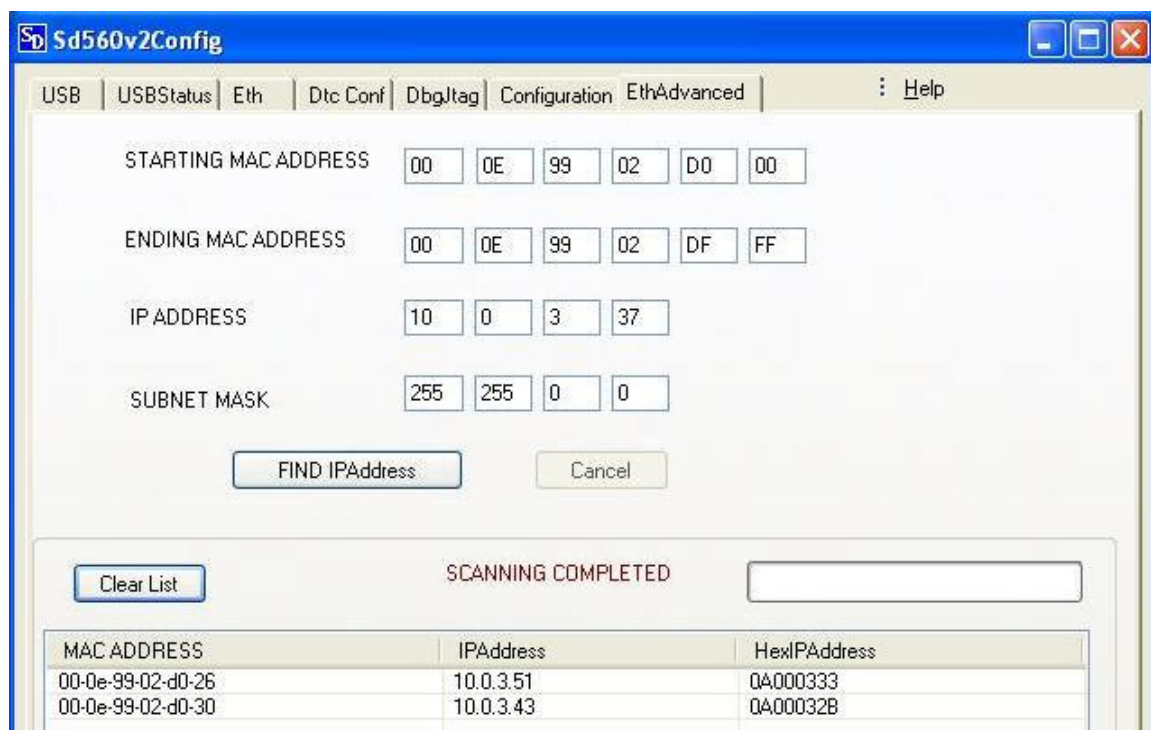 SD Sd560v2Config
USB USBStatus Eth Dtc Conf DbgJtag Configuration EthAdvanced Help
STARTING MAC ADDRESS 00 0E 99 02 D0 00
ENDING MAC ADDRESS 00 0E 99 02 DF FF
IP ADDRESS 10 0 3 37
SUBNET MASK 255 255 0 0
FIND IPAddress Cancel
Clear List SCANNING COMPLETED
MAC ADDRESS IPAddress HexIPAddress
00-0e-99-02-d0-26 10.0.3.51 0A000333
00-0e-99-02-d0-30 10.0.3.43 0A00032B